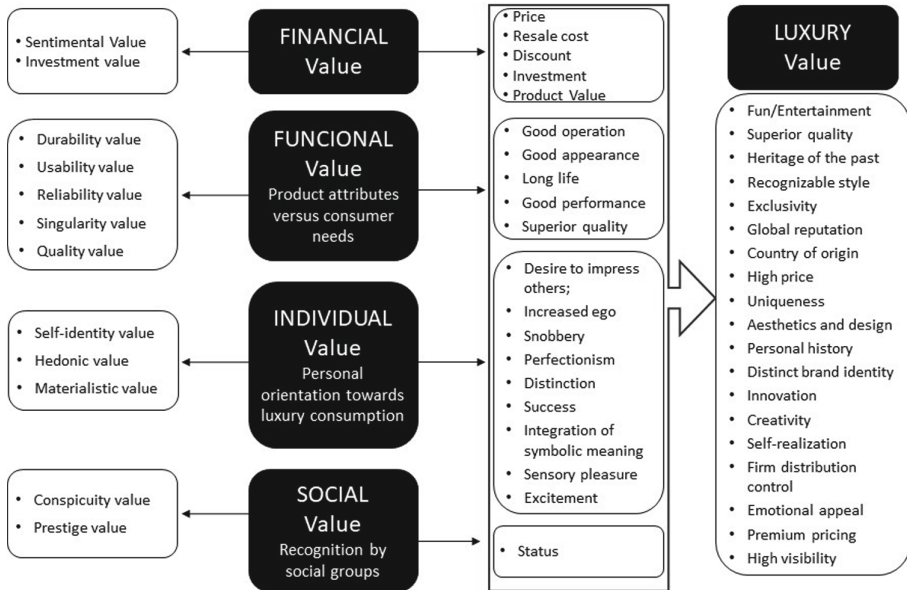 • Sentimental Value
• Investment value
FINANCIAL
Value
• Price
• Resale cost
• Discount
• Investment
• Product Value
• Durability value
• Usability value
• Reliability value
• Singularity value
• Quality value
FUNCIONAL
Value
Product attributes
versus consumer
needs
• Good operation
• Good appearance
• Long life
• Good performance
• Superior quality
• Self-identity value
• Hedonic value
• Materialistic value
INDIVIDUAL
Value
Personal
orientation towards
luxury consumption
• Desire to impress
others;
• Increased ego
• Snobbery
• Perfectionism
• Distinction
• Success
• Integration of
symbolic meaning
• Sensory pleasure
• Excitement
• Conspicuity value
• Prestige value
SOCIAL
Value
Recognition by
social groups
• Status
LUXURY
Value
• Fun/Entertainment
• Superior quality
• Heritage of the past
• Recognizable style
• Exclusivity
• Global reputation
• Country of origin
• High price
• Uniqueness
• Aesthetics and design
• Personal history
• Distinct brand identity
• Innovation
• Creativity
• Self-realization
• Firm distribution
control
• Emotional appeal
• Premium pricing
• High visibility